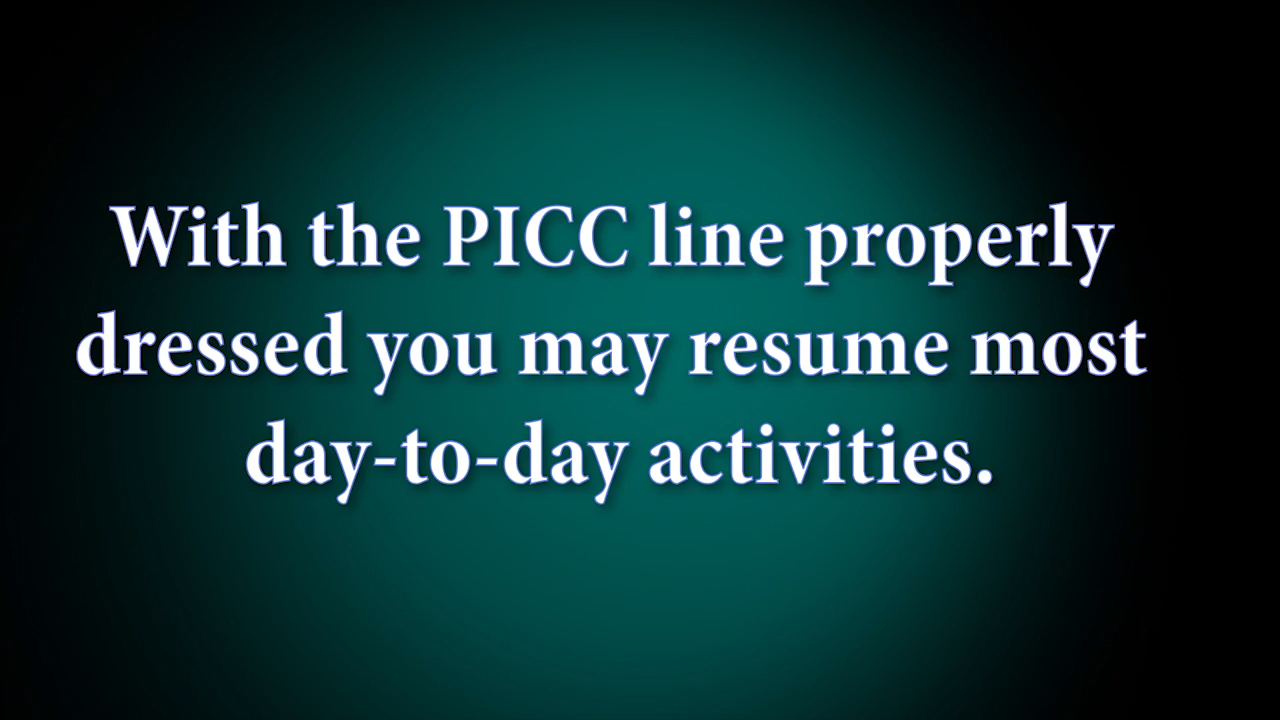 With the PICC line properly
dressed you may resume most
day-to-day activities.